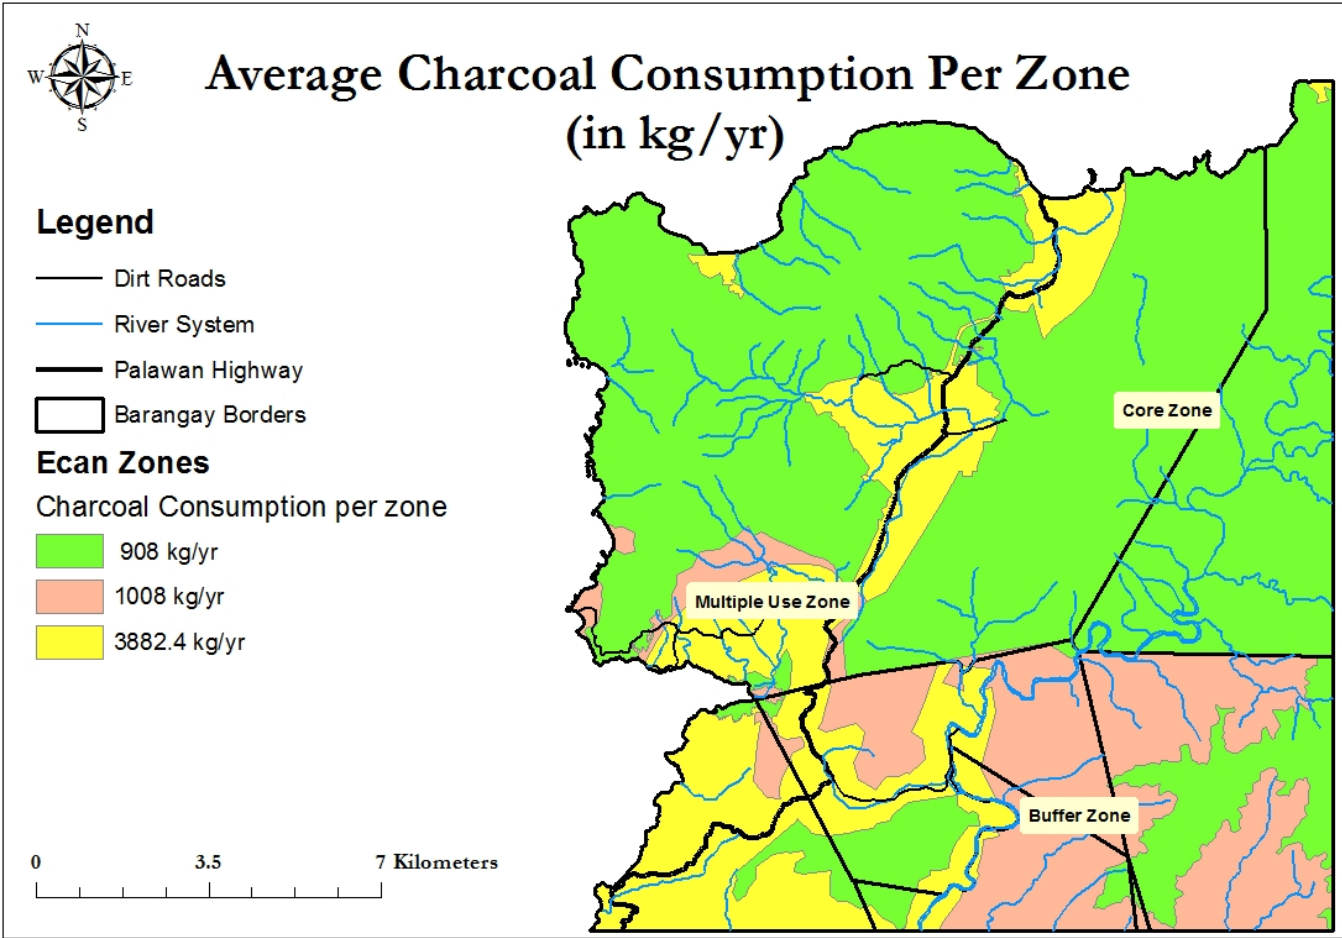 N
W E
S
Average Charcoal Consumption Per Zone
(in kg/yr)
Legend
Dirt Roads
River System
Palawan Highway
Barangay Borders
Ecan Zones
Charcoal Consumption per zone
908 kg/yr
1008 kg/yr
3882.4 kg/yr
Core Zone
Multiple Use Zone
Buffer Zone
0 3.5 7 Kilometers